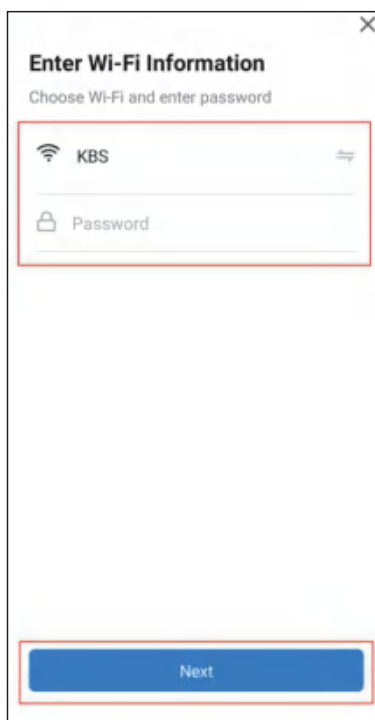 Enter Wi-Fi Information
Choose Wi-Fi and enter password
KBS
Password
Next